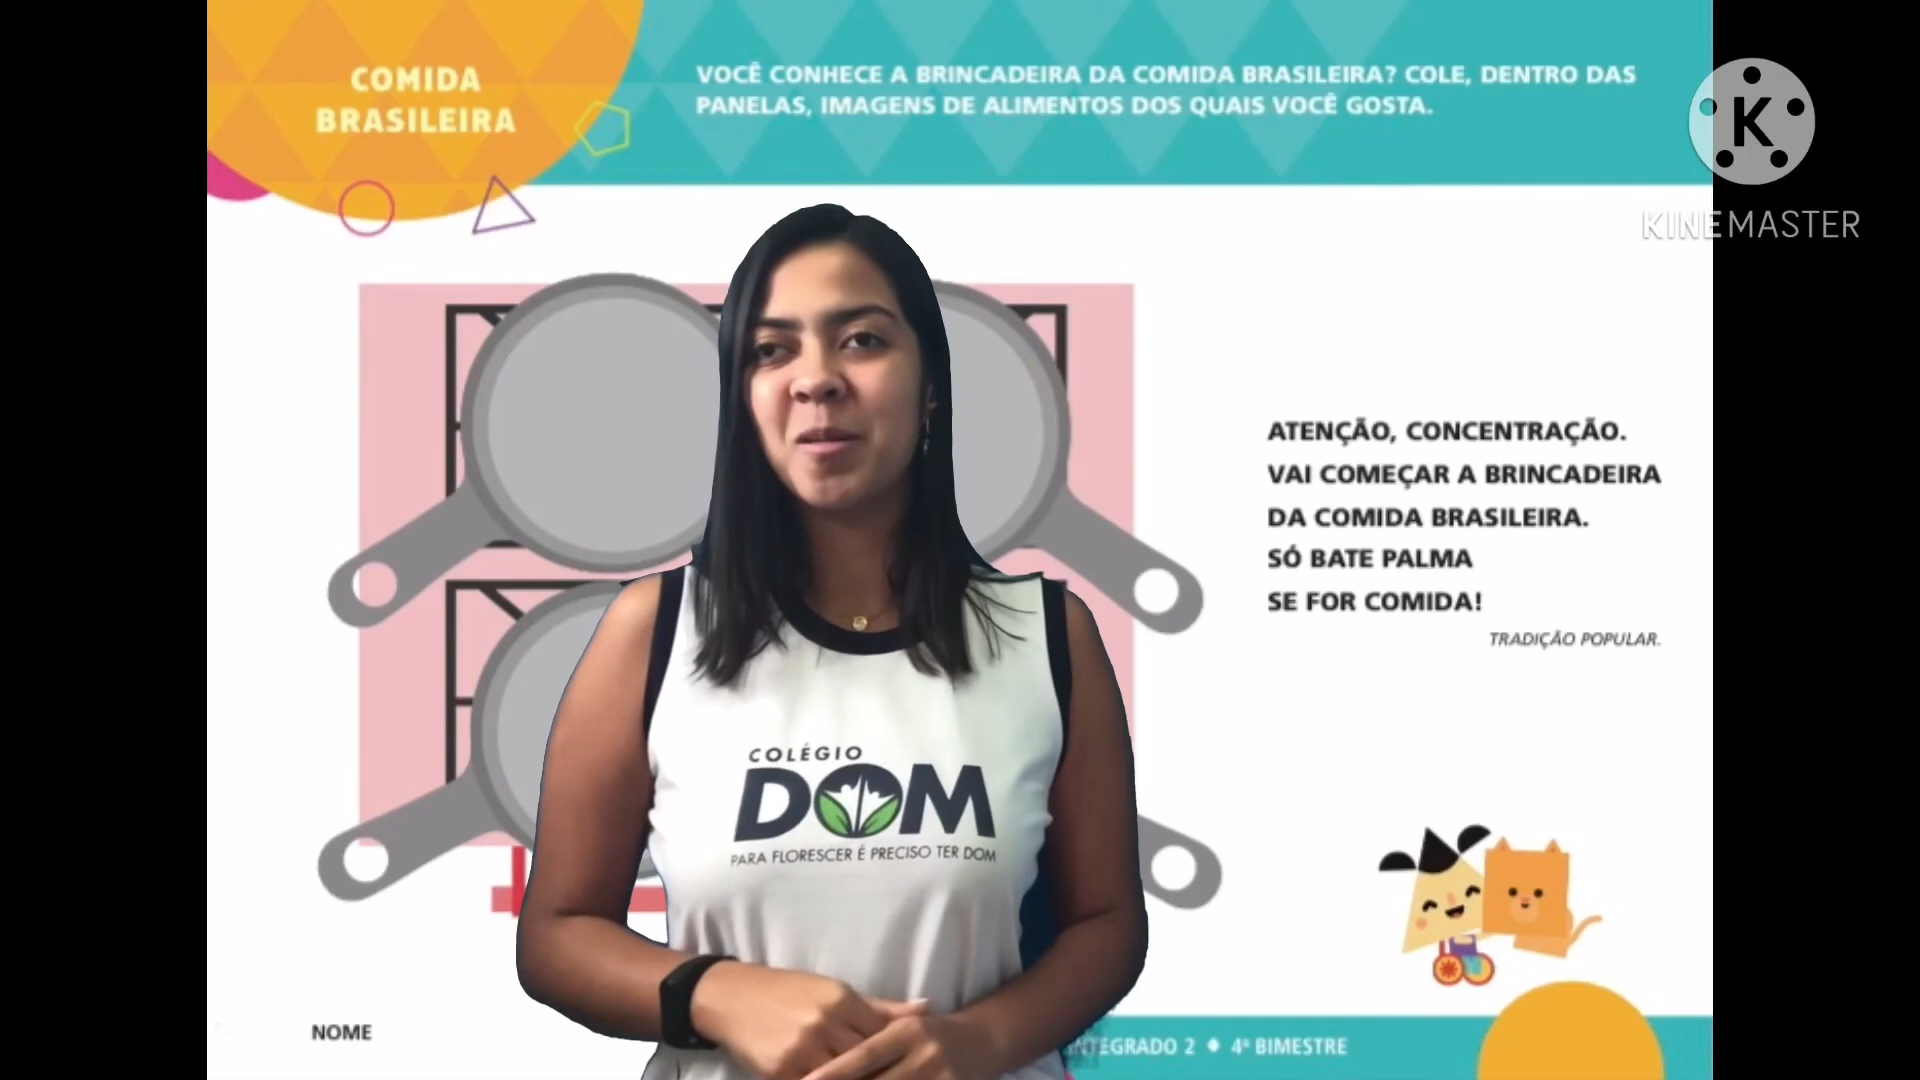 COMIDA
BRASILEIRA
VOCÊ CONHECE A BRINCADEIRA DA COMIDA BRASILEIRA? COLE, DENTRO DAS
PANELAS, IMAGENS DE ALIMENTOS DOS QUAIS VOCÊ GOSTA.
K
KINEMASTER
ATENÇÃO, CONCENTRAÇÃO.
VAI COMEÇAR A BRINCADEIRA
DA COMIDA BRASILEIRA.
SÓ BATE PALMA
SE FOR COMIDA!
TRADIÇÃO POPULAR.
COLÉGIO
DOM
PARA FLORESCER É PRECISO TER DOM
NOME
INTEGRADO 2 ◆ 4º BIMESTRE